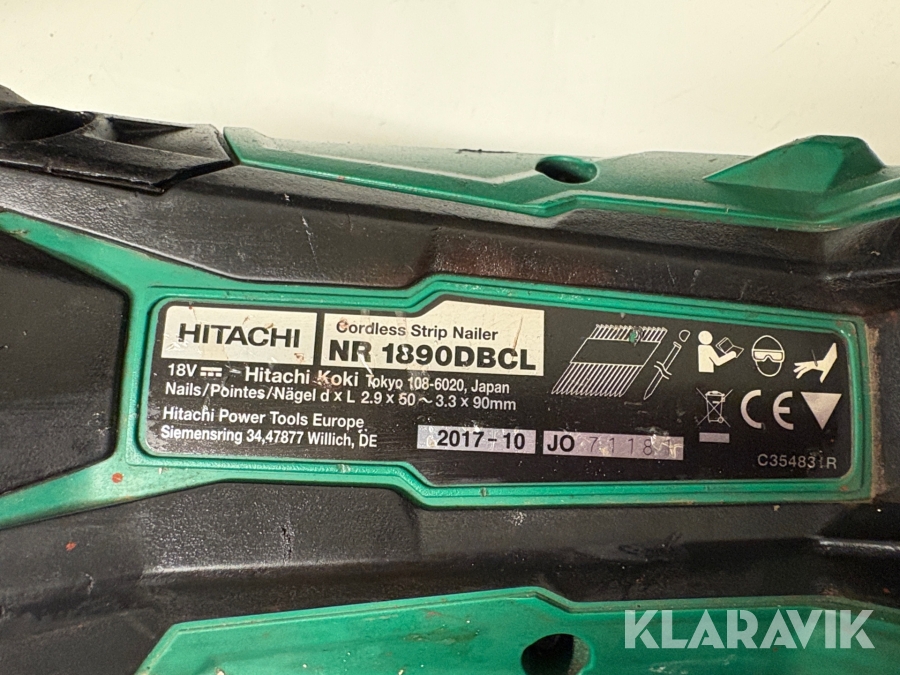 HITACHI
Cordless Strip Nailer
NR 1890DBCL
18V Hitachi Koki Tokyo 108-6020, Japan
Nails/Pointes/Nägel d x L 2.9 x 50 ~ 3.3 x 90mm
Hitachi Power Tools Europe
Siemensring 34,47877 Willich, DE
2017-10 JO
CE
C354831R
KLARAVIK